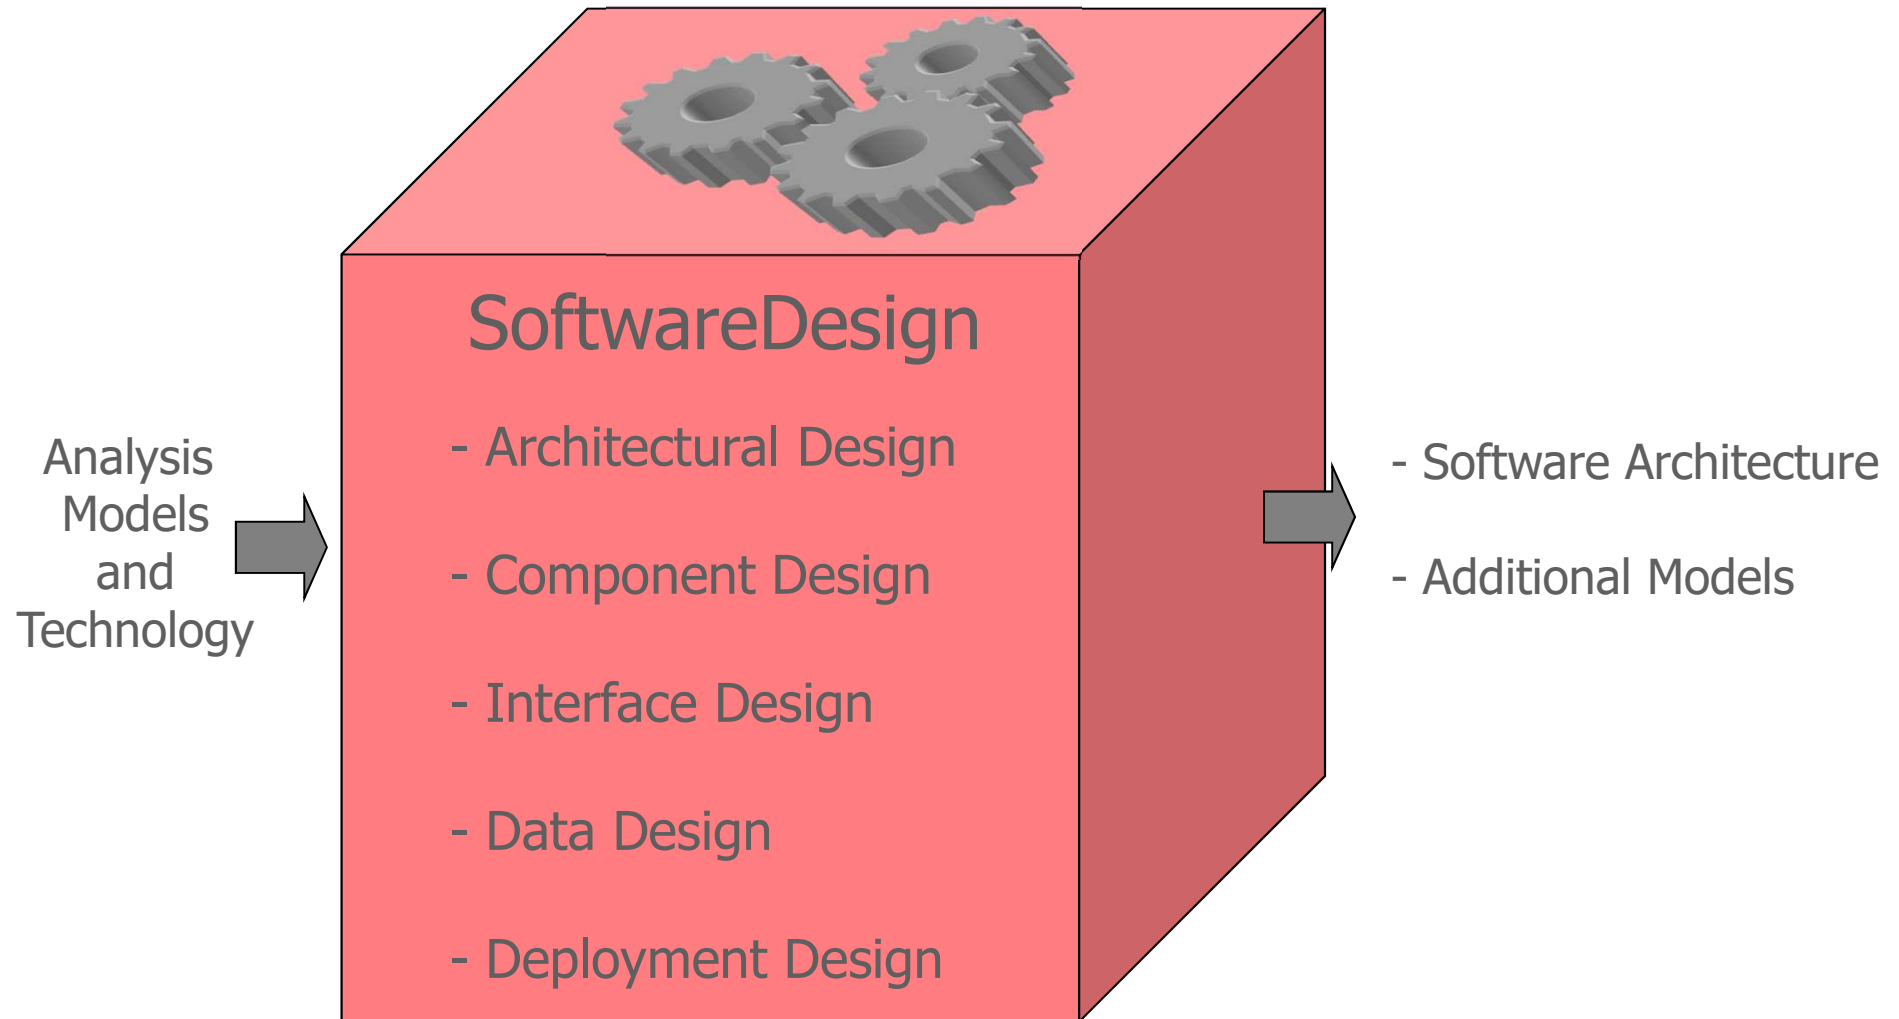 SoftwareDesign
Analysis
Models
and
Technology
- Architectural Design
- Component Design
- Interface Design
- Data Design
- Deployment Design
- Software Architecture
- Additional Models